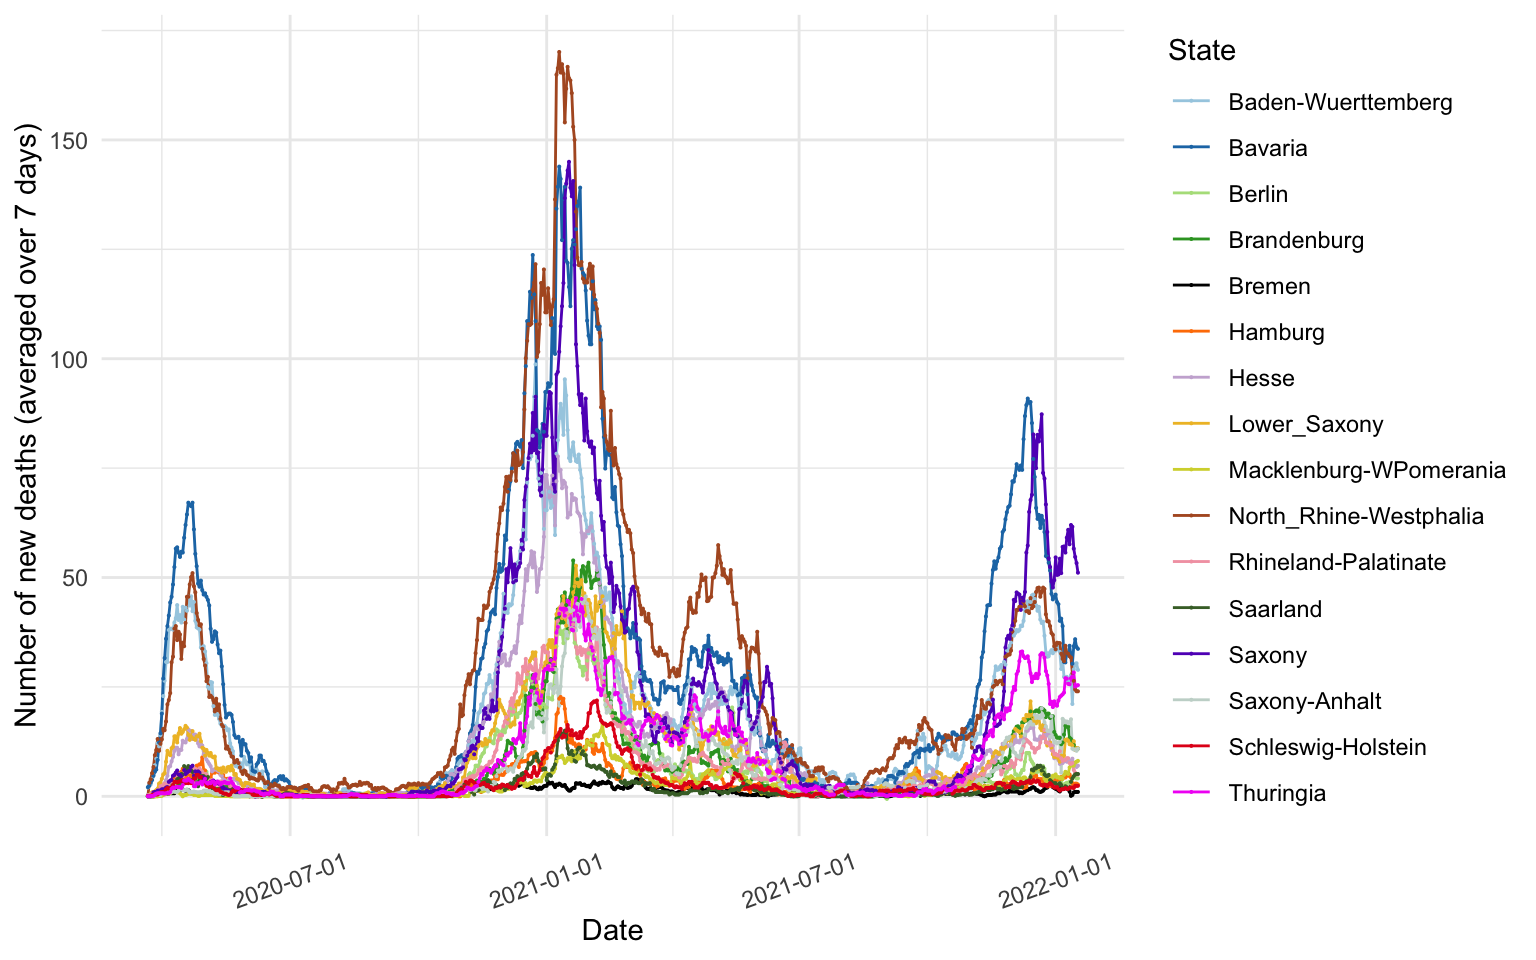 State
Baden-Wuerttemberg
Bavaria
Berlin
Brandenburg
Bremen
Hamburg
Hesse
Lower_Saxony
Macklenburg-WPomerania
North_Rhine-Westphalia
Rhineland-Palatinate
Saarland
Saxony
Saxony-Anhalt
Schleswig-Holstein
Thuringia
Number of new deaths (averaged over 7 days)
150
100
50
0
2020-07-01
2021-01-01
2021-07-01
2022-01-01
Date